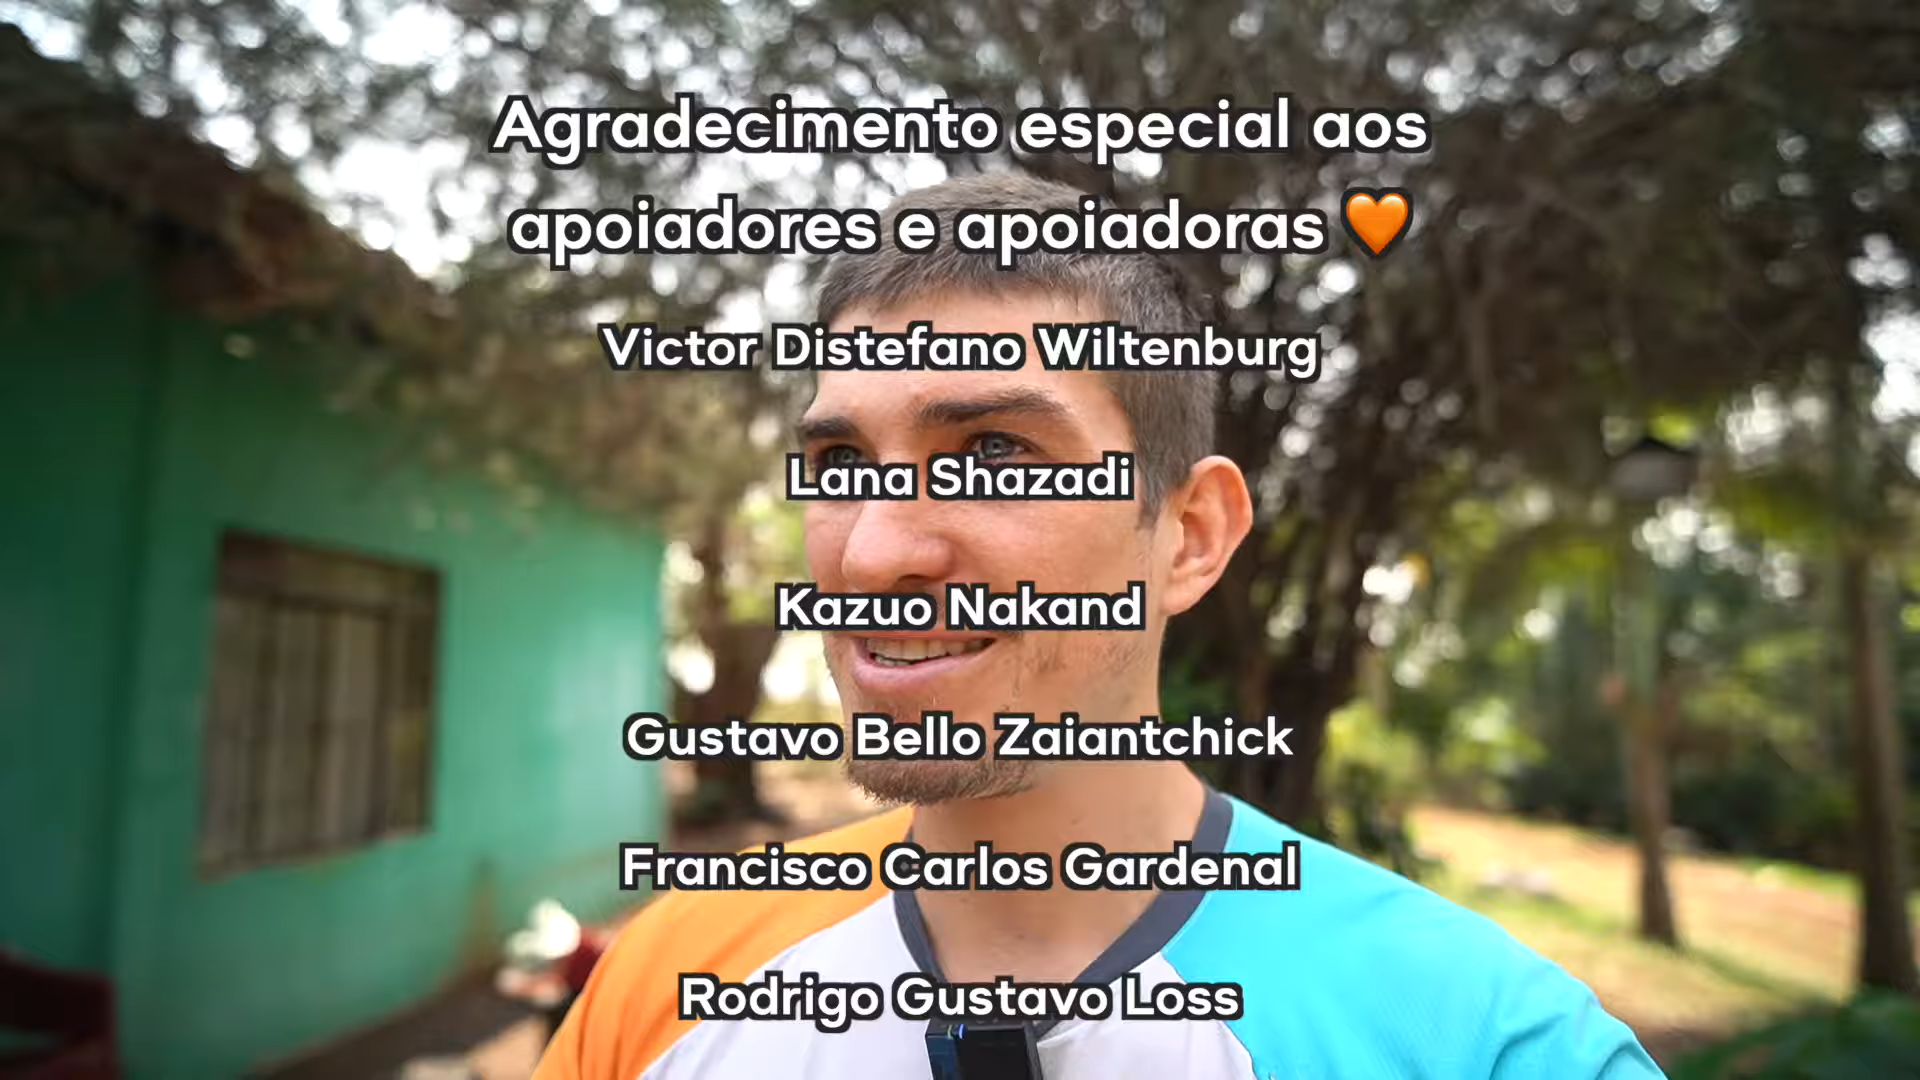 Agradecimento especial aos
apoiadores e apoiadoras 🧡
Victor Distefano Wiltenburg
Lana Shazadi
Kazuo Nakand
Gustavo Bello Zaiantchick
Francisco Carlos Gardenal
Rodrigo Gustavo Loss